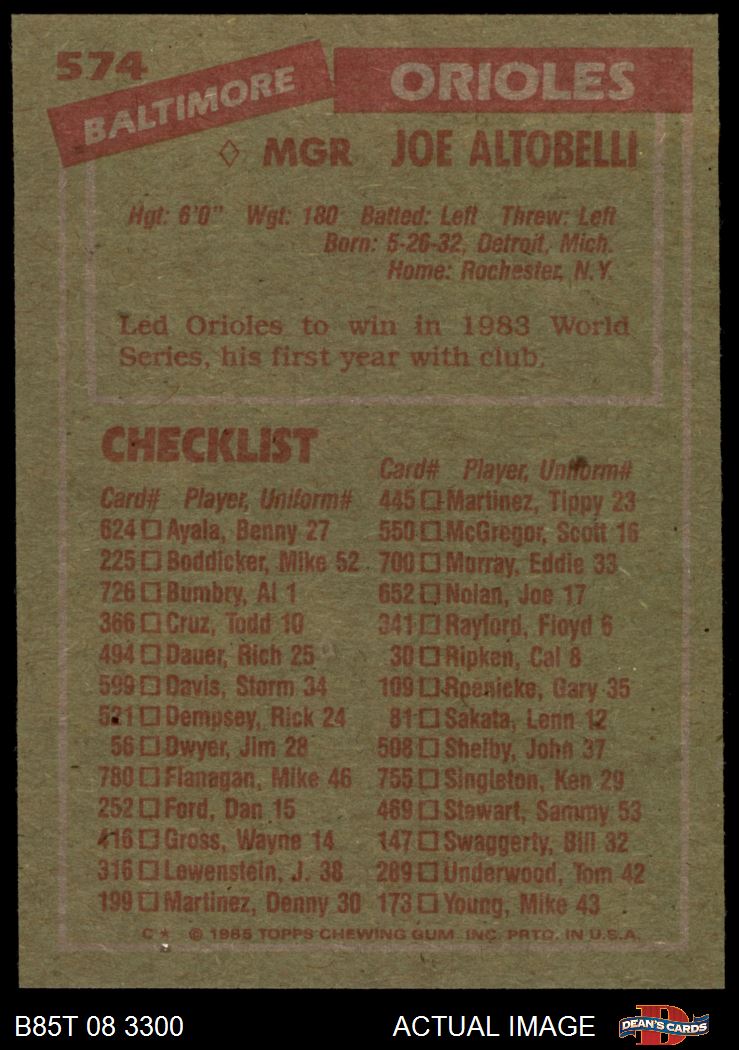 574
BALTIMORE ORIOLES
◇ MGR JOE ALTOBELLI
Hgt: 6'0" Wgt: 180 Batted: Left Threw: Left
Born: 5-26-32, Detroit, Mich.
Home: Rochester, N.Y.
Led Orioles to win in 1983 World
Series, his first year with club.
CHECKLIST
Card# Player, Uniform#
624 □ Ayala, Benny 27
225 □ Boddicker, Mike 52
726 □ Bumbry, Al 1
366 □ Cruz, Todd 10
494 □ Dauer, Rich 25
599 □ Davis, Storm 34
521 □ Dempsey, Rick 24
56 □ Dwyer, Jim 28
780 □ Flanagan, Mike 46
252 □ Ford, Dan 15
416 □ Gross, Wayne 14
316 □ Lowenstein, J. 38
199 □ Martinez, Denny 30
Card# Player, Uniform#
445 □ Martinez, Tippy 23
550 □ McGregor, Scott 16
700 □ Murray, Eddie 33
652 □ Nolan, Joe 17
341 □ Rayford, Floyd 6
30 □ Ripken, Cal 8
109 □ Roenicke, Gary 35
81 □ Sakata, Lenn 12
508 □ Shelby, John 37
755 □ Singleton, Ken 29
469 □ Stewart, Sammy 53
147 □ Swaggerty, Bill 32
289 □ Underwood, Tom 42
173 □ Young, Mike 43
C★ © 1985 TOPPS CHEWING GUM. INC. PRTD. IN U.S.A.
B85T 08 3300 ACTUAL IMAGE
D
DEAN'S CARDS